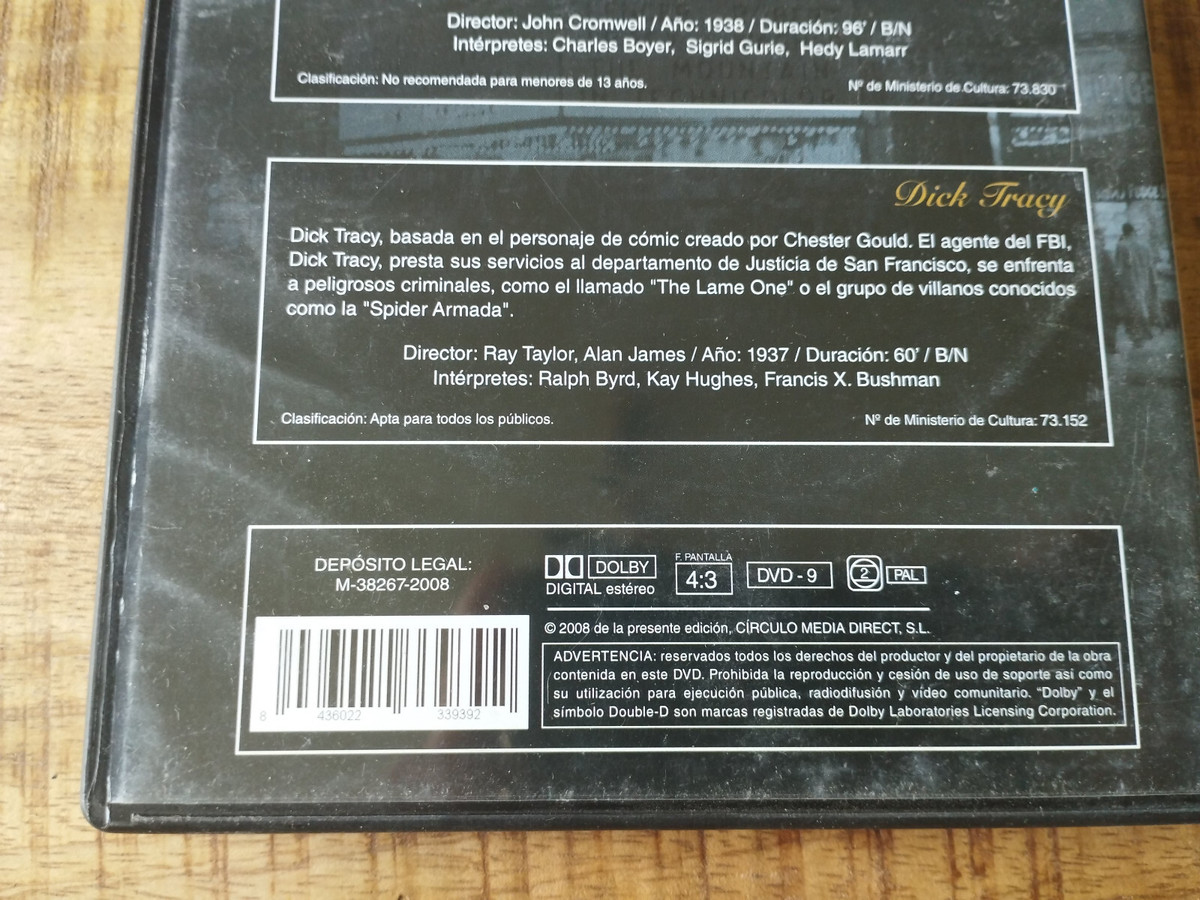 Director: John Cromwell / Año: 1938 / Duración: 96' / B/N
Intérpretes: Charles Boyer, Sigrid Gurie, Hedy Lamarr
Clasificación: No recomendada para menores de 13 años.
Nº de Ministerio de Cultura: 73.830
Dick Tracy
Dick Tracy, basada en el personaje de cómic creado por Chester Gould. El agente del FBI,
Dick Tracy, presta sus servicios al departamento de Justicia de San Francisco, se enfrenta
a peligrosos criminales, como el llamado "The Lame One" o el grupo de villanos conocidos
como la "Spider Armada".
Director: Ray Taylor, Alan James / Año: 1937 / Duración: 60' / B/N
Intérpretes: Ralph Byrd, Kay Hughes, Francis X. Bushman
Clasificación: Apta para todos los públicos.
Nº de Ministerio de Cultura: 73.152
DEPÓSITO LEGAL:
M-38267-2008
DOLBY
DIGITAL estéreo
F. PANTALLA
4:3
DVD - 9
2
PAL
© 2008 de la presente edición, CÍRCULO MEDIA DIRECT, S.L.
ADVERTENCIA: reservados todos los derechos del productor y del propietario de la obra
contenida en este DVD. Prohibida la reproducción y cesión de uso de soporte así como
su utilización para ejecución pública, radiodifusión y vídeo comunitario. "Dolby" y el
símbolo Double-D son marcas registradas de Dolby Laboratories Licensing Corporation.
8 436022 339392